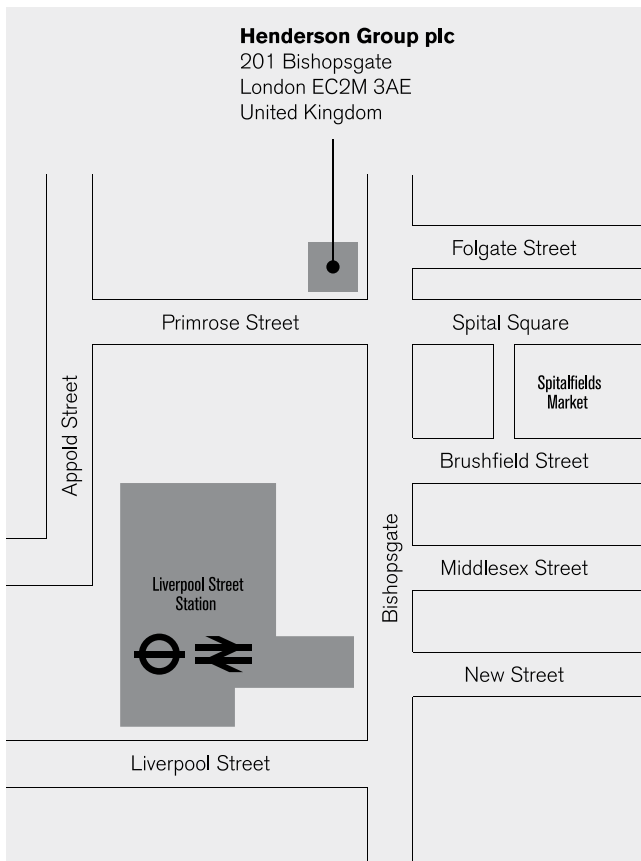 Henderson Group plc
201 Bishopsgate
London EC2M 3AE
United Kingdom
Folgate Street
Primrose Street
Spital Square
Spitalfields
Market
Appold Street
Brushfield Street
Bishopsgate
Middlesex Street
Liverpool Street
Station
New Street
Liverpool Street